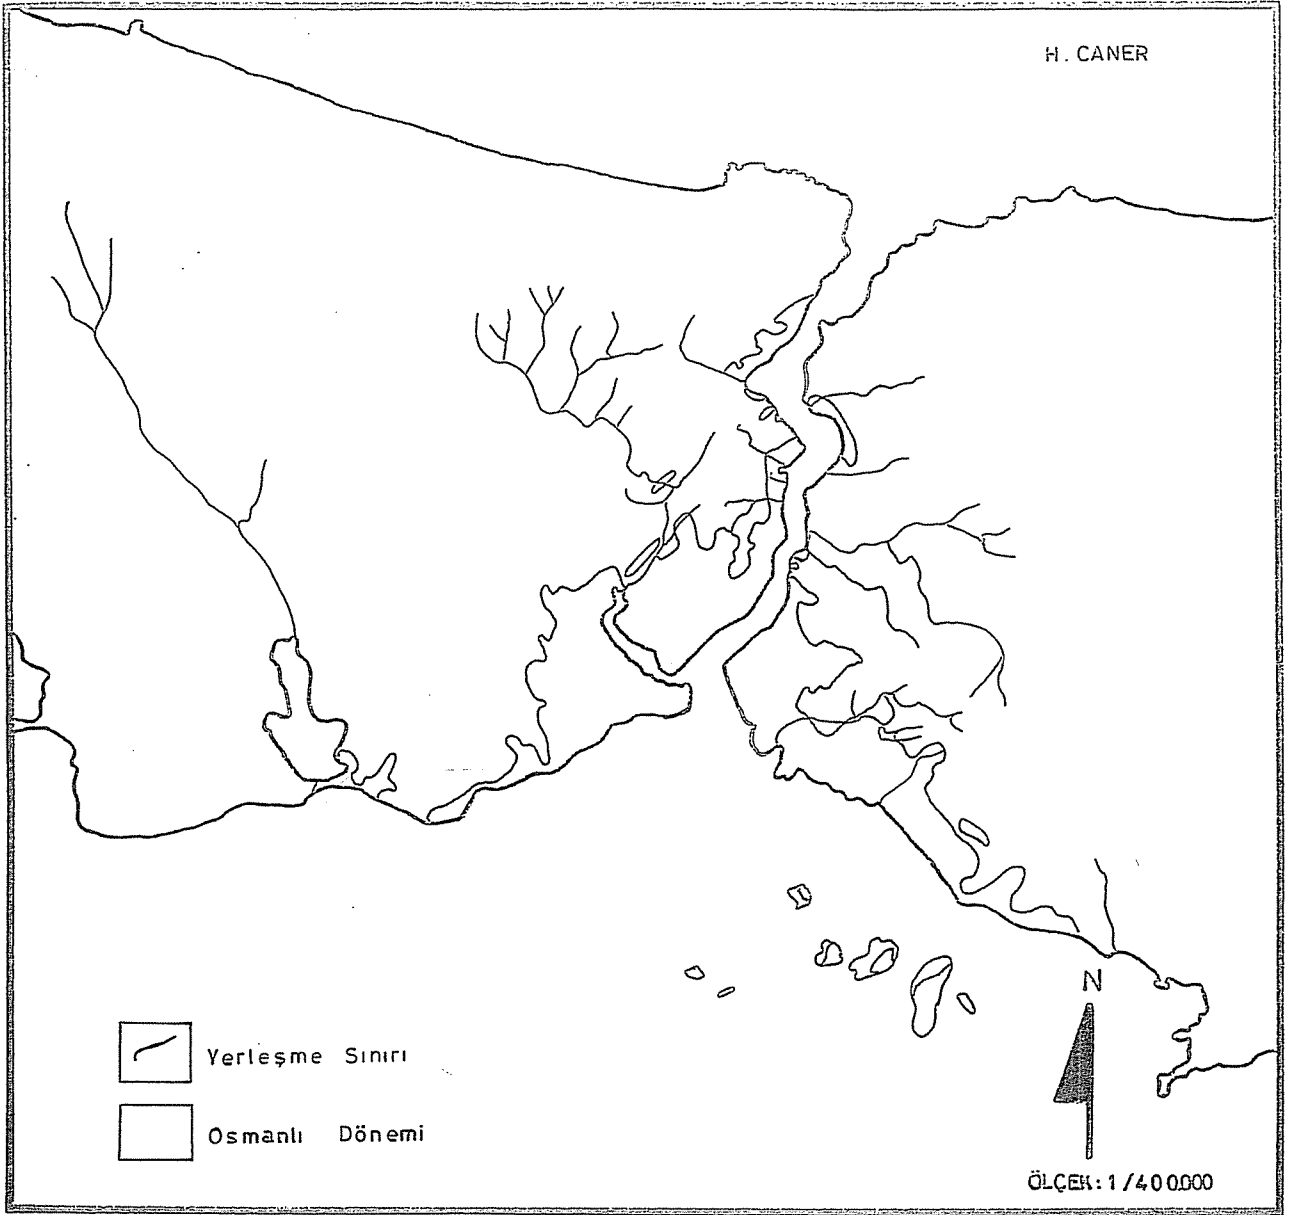 H. CANER
N
Yerleşme Sınırı
Osmanlı Dönemi
ÖLÇEK: 1/400.000